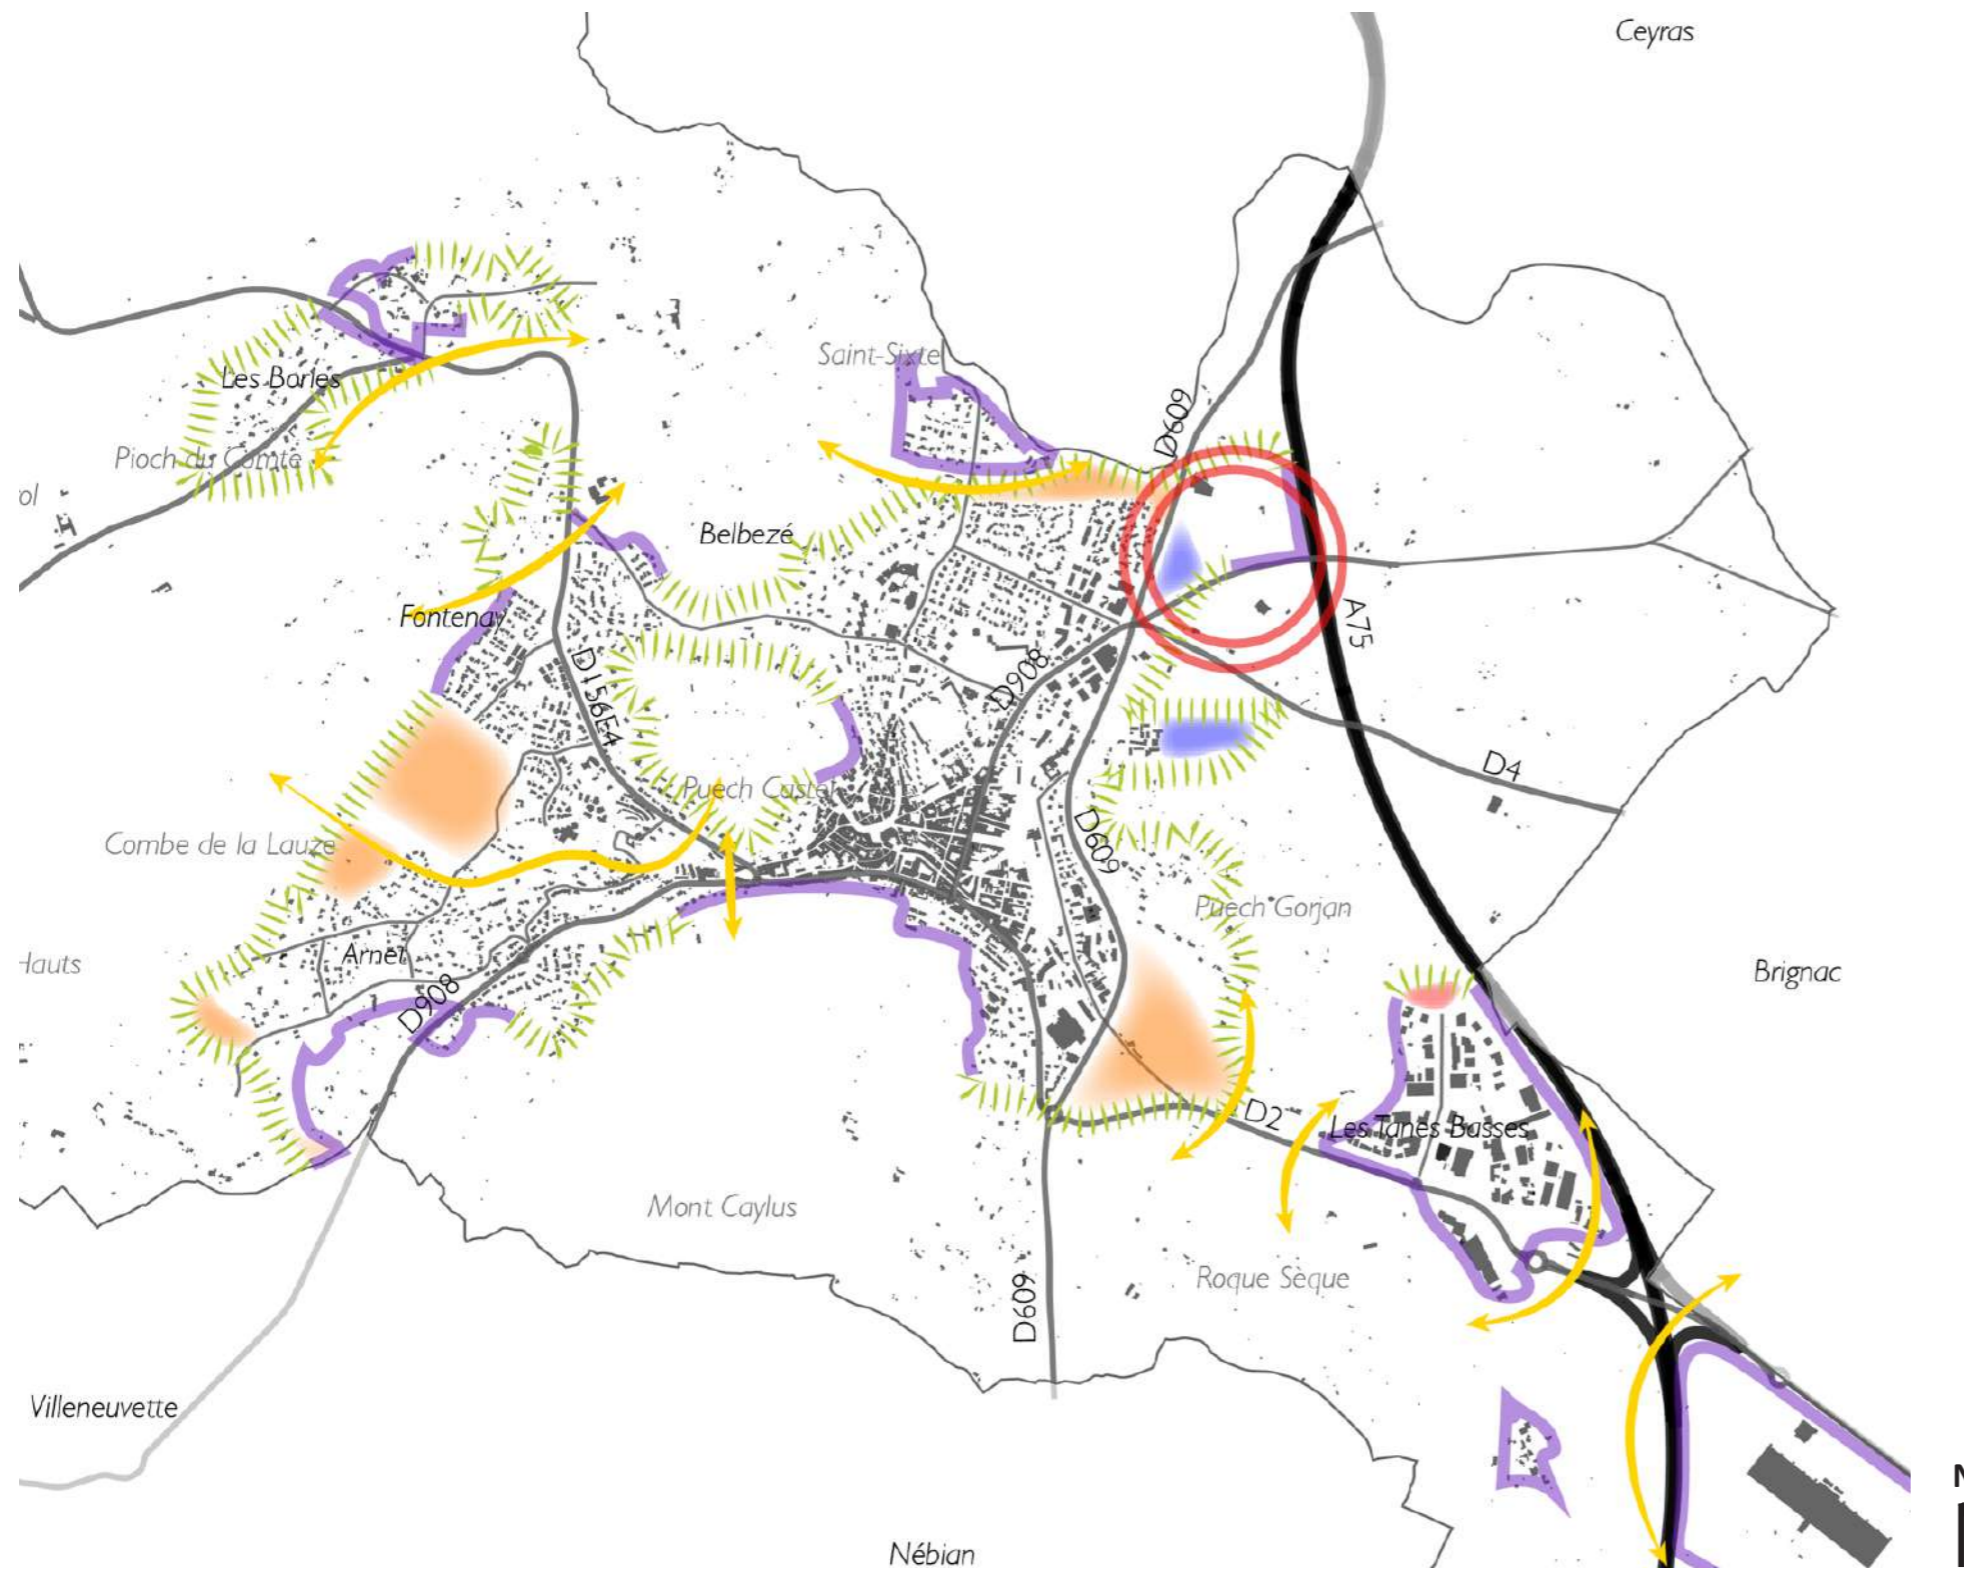 Ceyras
Saint-Sixte
Les Bories
D609
Pioch du Comte
ol
Belbezé
Fontenay
A75
D156E4
D908
D4
Puech Castel
Combe de la Lauze
D609
Puech Gorjan
Arnet
Hauts
Brignac
D908
D2
Les Tanes Basses
Mont Caylus
Roque Sèque
D609
Villeneuvette
Nébian